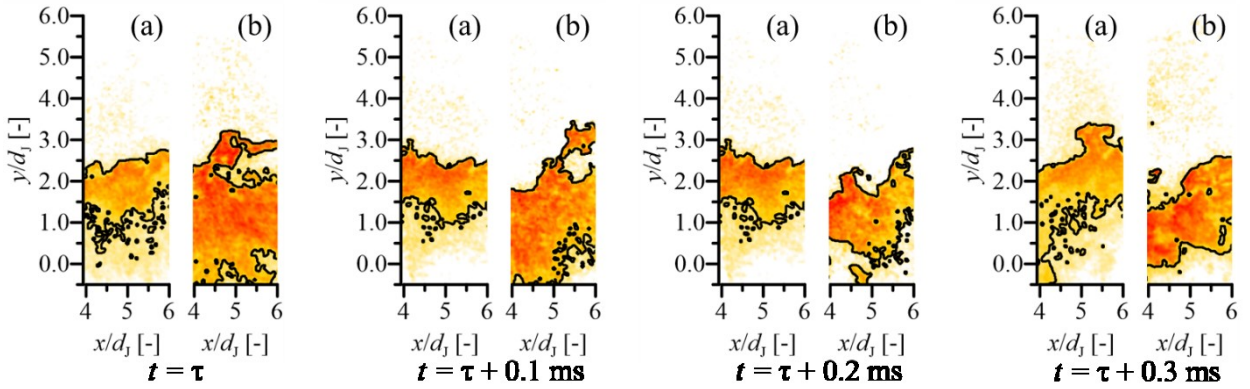 6.0
5.0
4.0
3.0
2.0
1.0
0.0
y/dJ [-]
(a)
(b)
4 5 6
4 5 6
x/dJ [-]
x/dJ [-]
t = τ
6.0
5.0
4.0
3.0
2.0
1.0
0.0
y/dJ [-]
(a)
(b)
4 5 6
4 5 6
x/dJ [-]
x/dJ [-]
t = τ + 0.1 ms
6.0
5.0
4.0
3.0
2.0
1.0
0.0
y/dJ [-]
(a)
(b)
4 5 6
4 5 6
x/dJ [-]
x/dJ [-]
t = τ + 0.2 ms
6.0
5.0
4.0
3.0
2.0
1.0
0.0
y/dJ [-]
(a)
(b)
4 5 6
4 5 6
x/dJ [-]
x/dJ [-]
t = τ + 0.3 ms